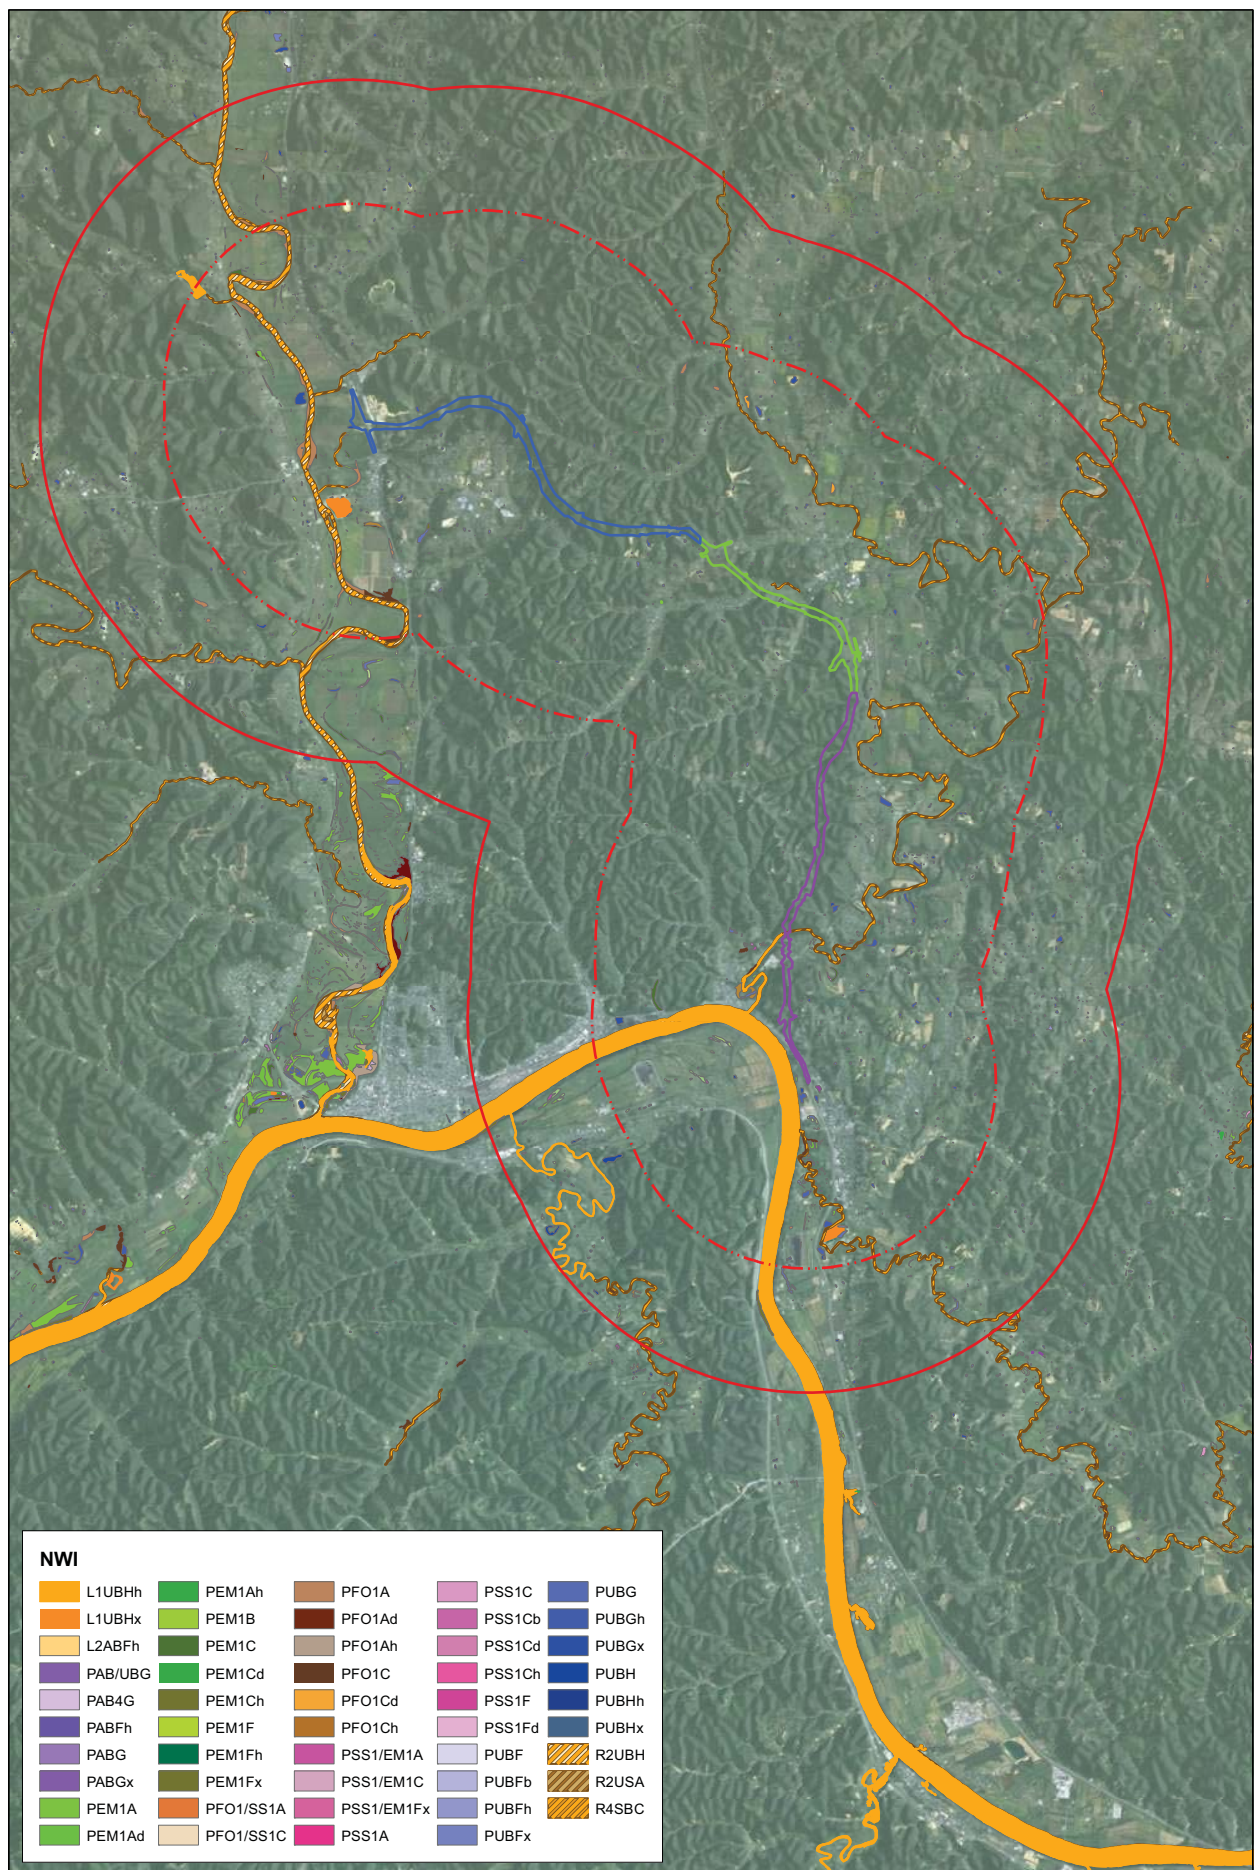 NWI
L1UBHh
L1UBHx
L2ABFh
PAB/UBG
PAB4G
PABFh
PABG
PABGx
PEM1A
PEM1Ad
PEM1Ah
PEM1B
PEM1C
PEM1Cd
PEM1Ch
PEM1F
PEM1Fh
PEM1Fx
PFO1/SS1A
PFO1/SS1C
PFO1A
PFO1Ad
PFO1Ah
PFO1C
PFO1Cd
PFO1Ch
PSS1/EM1A
PSS1/EM1C
PSS1/EM1Fx
PSS1A
PSS1C
PSS1Cb
PSS1Cd
PSS1Ch
PSS1F
PSS1Fd
PUBF
PUBFb
PUBFh
PUBFx
PUBG
PUBGh
PUBGx
PUBH
PUBHh
PUBHx
R2UBH
R2USA
R4SBC